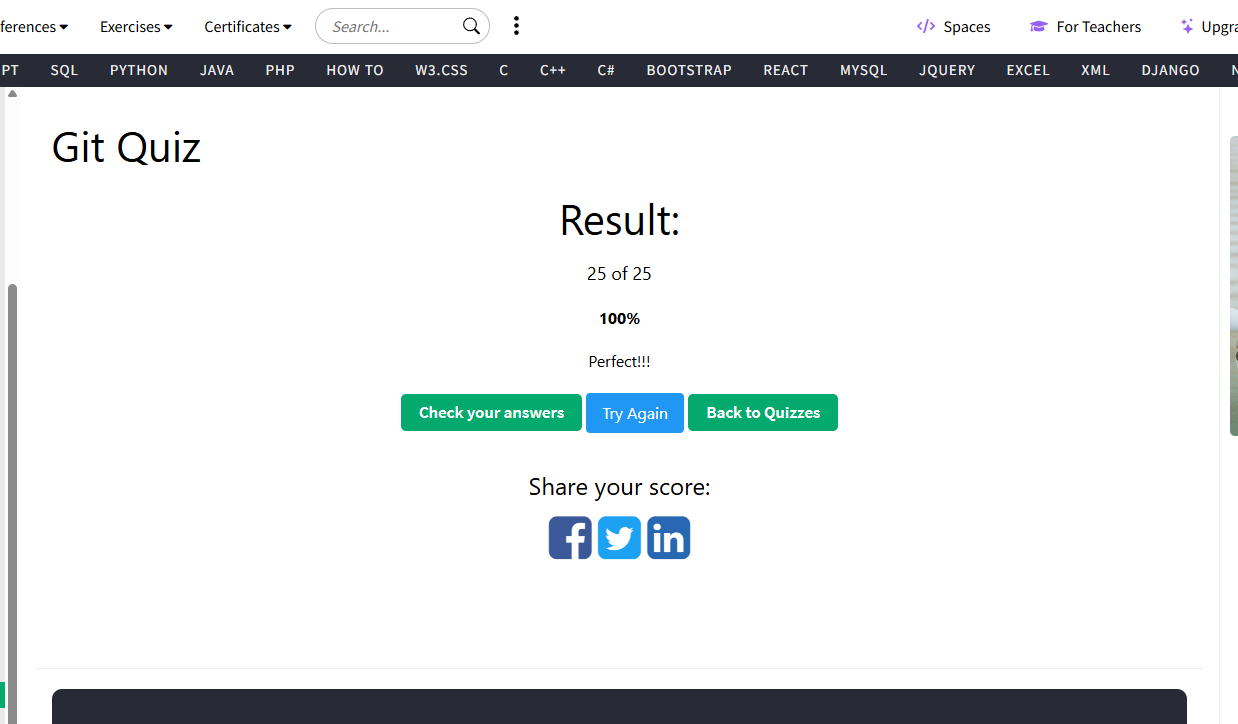 ferences Exercises Certificates Search... Spaces For Teachers Upgra
PT SQL PYTHON JAVA PHP HOW TO W3.CSS C C++ C# BOOTSTRAP REACT MYSQL JQUERY EXCEL XML DJANGO N
Git Quiz
Result:
25 of 25
100%
Perfect!!!
Check your answers Try Again Back to Quizzes
Share your score: